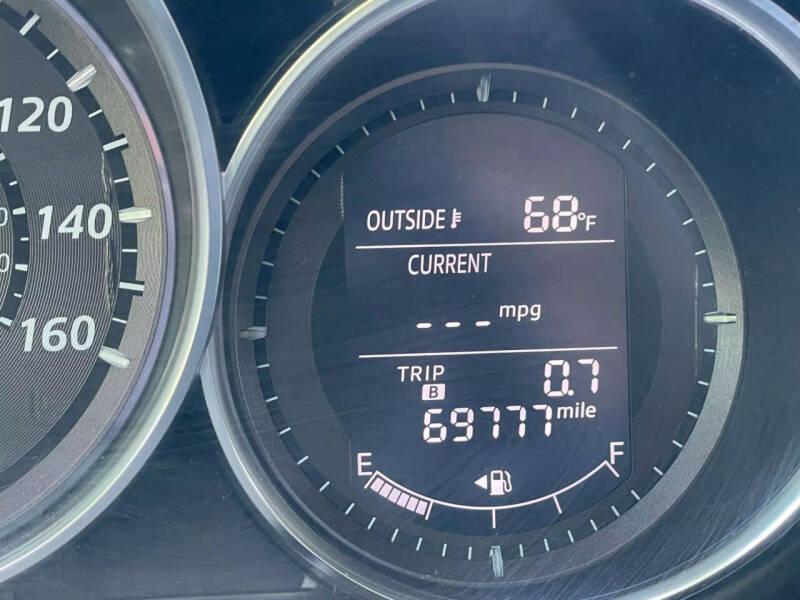 120
140
160
OUTSIDE 68°F
CURRENT
--- mpg
TRIP B 0.7
69777 mile
E F